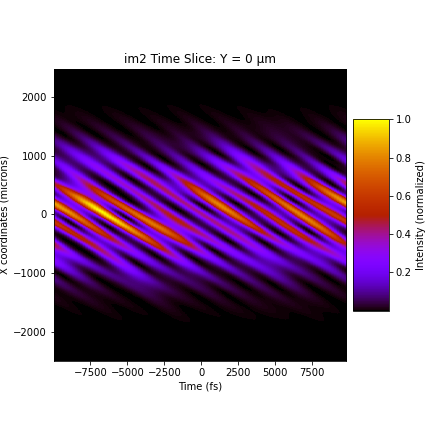 im2 Time Slice: Y = 0 μm
X coordinates (microns)
2000
1000
0
−1000
−2000
−7500 −5000 −2500 0 2500 5000 7500
Time (fs)
1.0
0.8
0.6
0.4
0.2
Intensity (normalized)